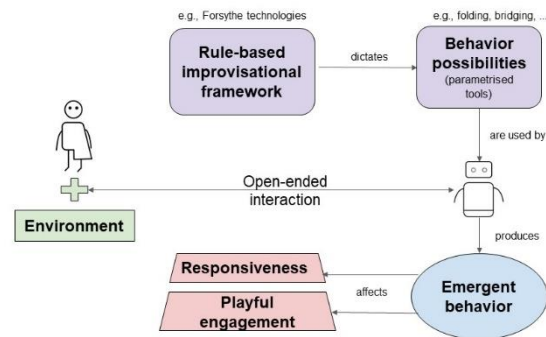 e.g., Forsythe technologies
e.g., folding, bridging, ...
Rule-based
improvisational
framework
dictates
Behavior
possibilities
(parametrised
tools)
are used by
Open-ended
interaction
Environment
produces
Responsiveness
affects
Playful
engagement
Emergent
behavior